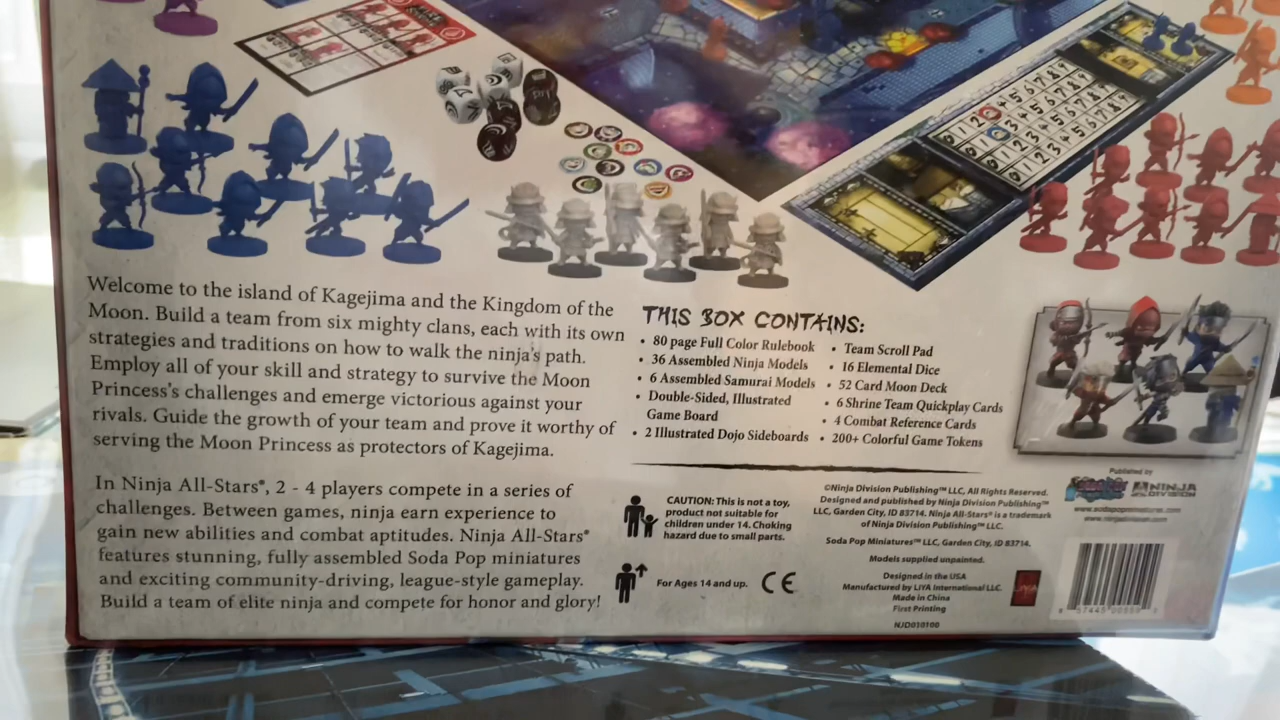 Welcome to the island of Kagejima and the Kingdom of the
Moon. Build a team from six mighty clans, each with its own
strategies and traditions on how to walk the ninja's path.
Employ all of your skill and strategy to survive the Moon
Princess's challenges and emerge victorious against your
rivals. Guide the growth of your team and prove it worthy of
serving the Moon Princess as protectors of Kagejima.
In Ninja All-Stars®, 2 - 4 players compete in a series of
challenges. Between games, ninja earn experience to
gain new abilities and combat aptitudes. Ninja All-Stars®
features stunning, fully assembled Soda Pop miniatures
and exciting community-driving, league-style gameplay.
Build a team of elite ninja and compete for honor and glory!
THIS BOX CONTAINS:
• 80 page Full Color Rulebook
• 36 Assembled Ninja Models
• 6 Assembled Samurai Models
• Double-Sided, Illustrated
Game Board
• 2 Illustrated Dojo Sideboards
• Team Scroll Pad
• 16 Elemental Dice
• 52 Card Moon Deck
• 6 Shrine Team Quickplay Cards
• 4 Combat Reference Cards
• 200+ Colorful Game Tokens
CAUTION: This is not a toy,
product not suitable for
children under 14. Choking
hazard due to small parts.
For Ages 14 and up.
CE
©Ninja Division Publishing™ LLC, All Rights Reserved.
Designed and published by Ninja Division Publishing™
LLC, Garden City, ID 83714. Ninja All-Stars® is a trademark
of Ninja Division Publishing™ LLC.
Soda Pop Miniatures™ LLC, Garden City, ID 83714.
Models supplied unpainted.
Designed in the USA
Manufactured by LIYA International LLC.
Made in China
First Printing
NJD010100
LIYA
Published by
NINJA
DIVISION
www.sodapopminiatures.com
www.ninjadivision.com